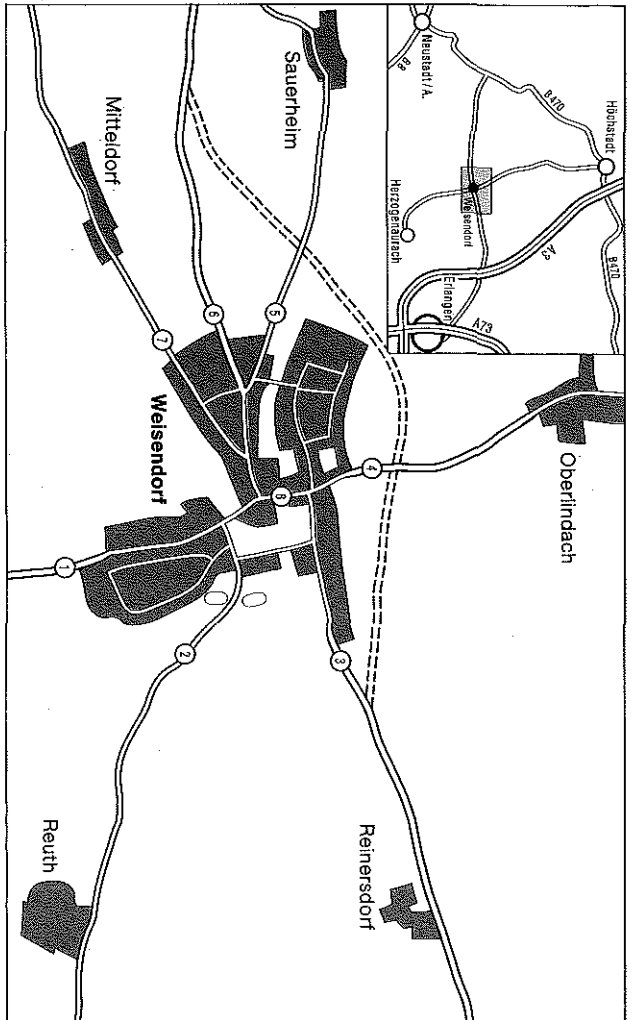 Höchstadt
B470
B470
Neustadt/A.
B8
Weisendorf
Herzogenaurach
A3
Erlangen
A73
Sauerheim
Mitteldorf
Oberlindach
Weisendorf
Reinersdorf
Reuth
1
2
3
4
5
6
7
8